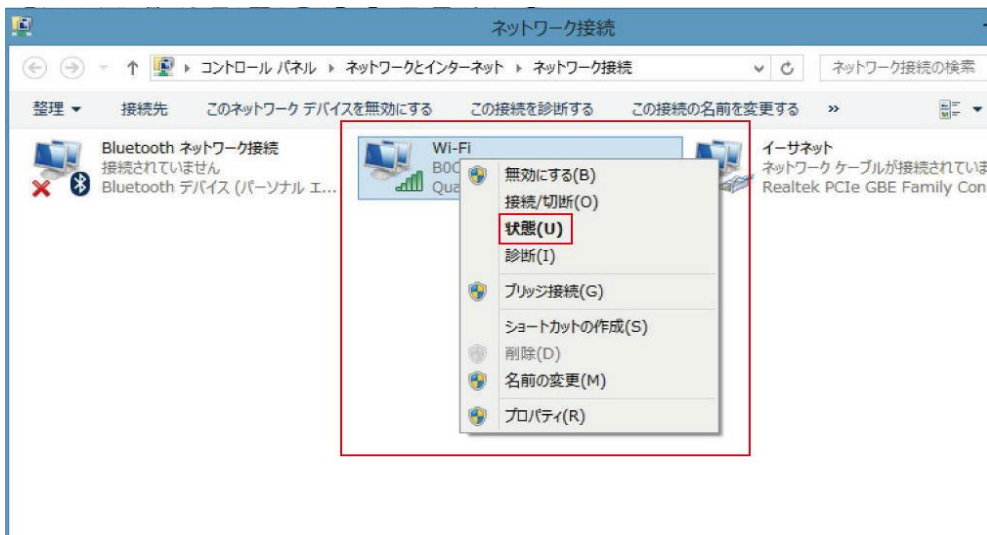 ネットワーク接続
コントロール パネル ネットワークとインターネット ネットワーク接続
ネットワーク接続の検索
整理 接続先 このネットワーク デバイスを無効にする この接続を診断する この接続の名前を変更する »
Bluetooth ネットワーク接続
接続されていません
Bluetooth デバイス (パーソナル エ...
Wi-Fi
無効にする(B)
接続/切断(O)
状態(U)
診断(I)
ブリッジ接続(G)
ショートカットの作成(S)
削除(D)
名前の変更(M)
プロパティ(R)
イーサネット
ネットワーク ケーブルが接続されていま
Realtek PCIe GBE Family Con